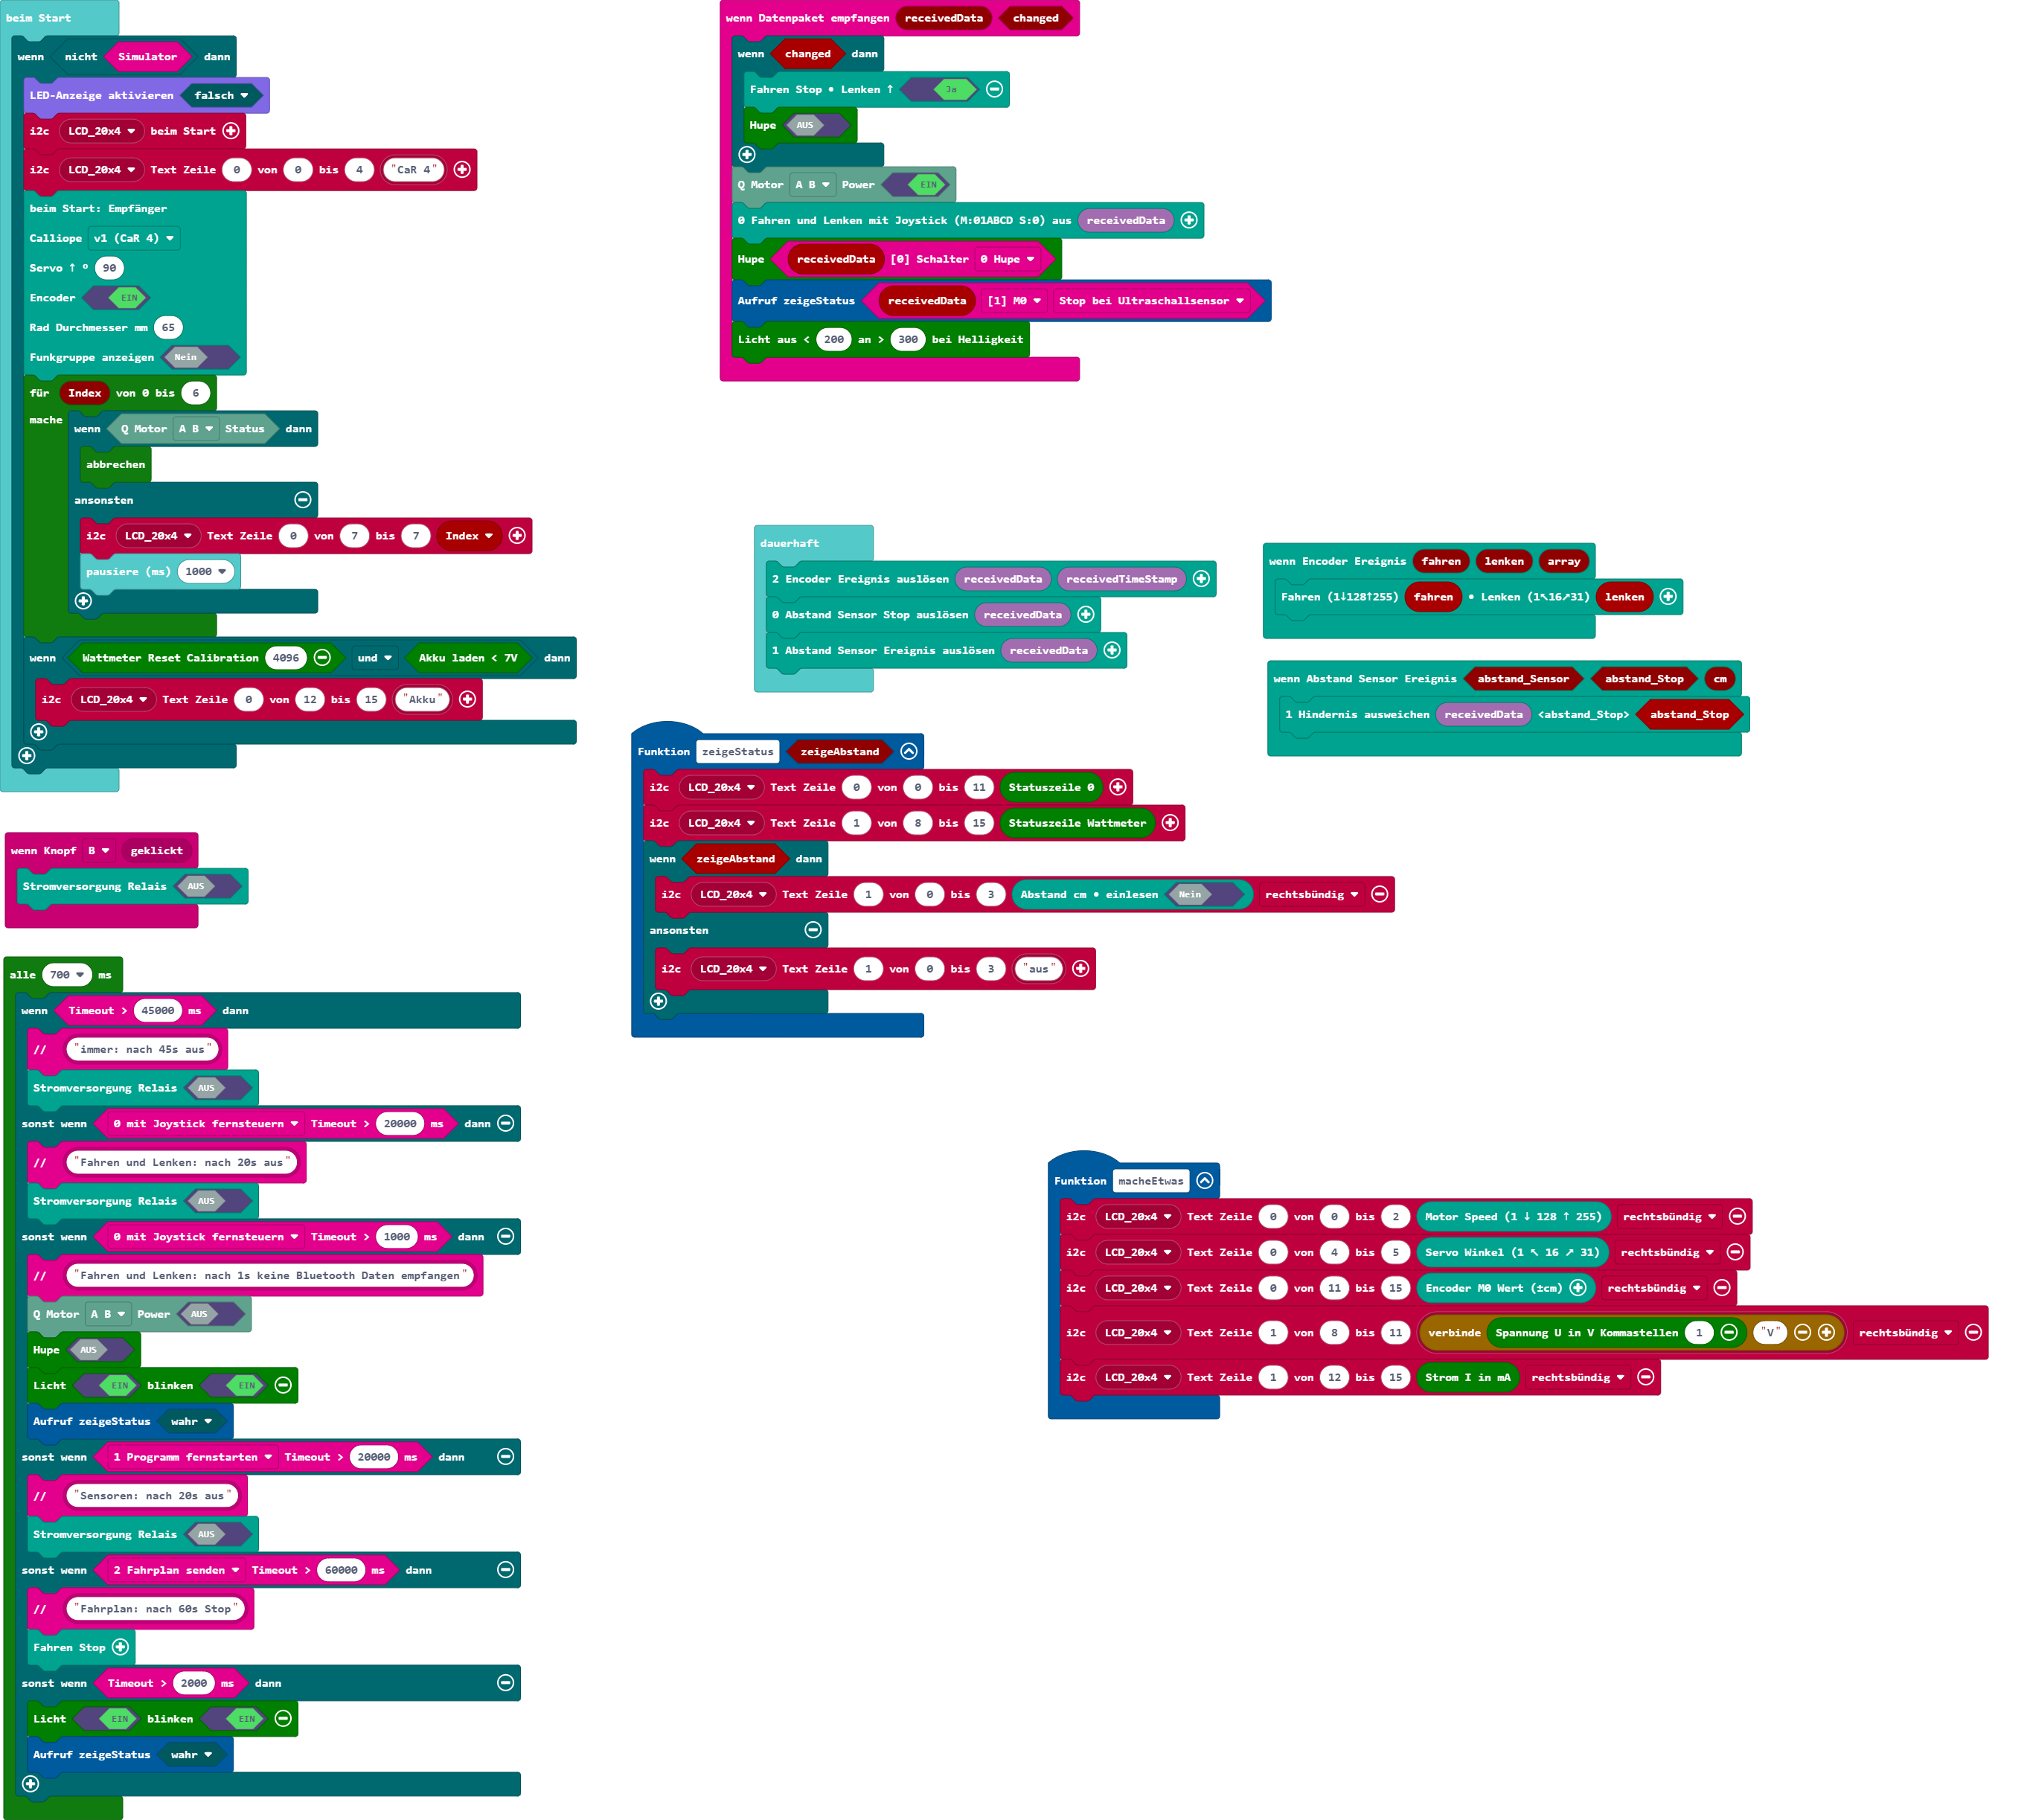 beim Start
wenn nicht Simulator dann
LED-Anzeige aktivieren falsch
i2c LCD_20x4 beim Start
i2c LCD_20x4 Text Zeile 0 von 0 bis 4 "CaR 4"
beim Start: Empfänger
Calliope v1 (CaR 4)
Servo ↑ ° 90
Encoder EIN
Rad Durchmesser mm 65
Funkgruppe anzeigen Nein
für Index von 0 bis 6
mache
wenn Q Motor A B Status dann
abbrechen
ansonsten
i2c LCD_20x4 Text Zeile 0 von 7 bis 7 Index
pausiere (ms) 1000
wenn Wattmeter Reset Calibration 4096 und Akku laden < 7V dann
i2c LCD_20x4 Text Zeile 0 von 12 bis 15 "Akku"
wenn Knopf B geklickt
Stromversorgung Relais AUS
alle 700 ms
wenn Timeout > 45000 ms dann
// "immer: nach 45s aus"
Stromversorgung Relais AUS
sonst wenn 0 mit Joystick fernsteuern Timeout > 20000 ms dann
// "Fahren und Lenken: nach 20s aus"
Stromversorgung Relais AUS
sonst wenn 0 mit Joystick fernsteuern Timeout > 1000 ms dann
// "Fahren und Lenken: nach 1s keine Bluetooth Daten empfangen"
Q Motor A B Power AUS
Hupe AUS
Licht EIN blinken EIN
Aufruf zeigeStatus wahr
sonst wenn 1 Programm fernstarten Timeout > 20000 ms dann
// "Sensoren: nach 20s aus"
Stromversorgung Relais AUS
sonst wenn 2 Fahrplan senden Timeout > 60000 ms dann
// "Fahrplan: nach 60s Stop"
Fahren Stop
sonst wenn Timeout > 2000 ms dann
Licht EIN blinken EIN
Aufruf zeigeStatus wahr
wenn Datenpaket empfangen receivedData changed
wenn changed dann
Fahren Stop • Lenken ↑ Ja
Hupe AUS
Q Motor A B Power EIN
0 Fahren und Lenken mit Joystick (M:01ABCD S:0) aus receivedData
Hupe receivedData [0] Schalter 0 Hupe
Aufruf zeigeStatus receivedData [1] M0 Stop bei Ultraschallsensor
Licht aus < 200 an > 300 bei Helligkeit
dauerhaft
2 Encoder Ereignis auslösen receivedData receivedTimeStamp
0 Abstand Sensor Stop auslösen receivedData
1 Abstand Sensor Ereignis auslösen receivedData
wenn Encoder Ereignis fahren lenken array
Fahren (1↓128↑255) fahren • Lenken (1↖16↗31) lenken
wenn Abstand Sensor Ereignis abstand_Sensor abstand_Stop cm
1 Hindernis ausweichen receivedData <abstand_Stop> abstand_Stop
Funktion zeigeStatus zeigeAbstand
i2c LCD_20x4 Text Zeile 0 von 0 bis 11 Statuszeile 0
i2c LCD_20x4 Text Zeile 1 von 8 bis 15 Statuszeile Wattmeter
wenn zeigeAbstand dann
i2c LCD_20x4 Text Zeile 1 von 0 bis 3 Abstand cm • einlesen Nein rechtsbündig
ansonsten
i2c LCD_20x4 Text Zeile 1 von 0 bis 3 "aus"
Funktion macheEtwas
i2c LCD_20x4 Text Zeile 0 von 0 bis 2 Motor Speed (1 ↓ 128 ↑ 255) rechtsbündig
i2c LCD_20x4 Text Zeile 0 von 4 bis 5 Servo Winkel (1 ↖ 16 ↗ 31) rechtsbündig
i2c LCD_20x4 Text Zeile 0 von 11 bis 15 Encoder M0 Wert (±cm) rechtsbündig
i2c LCD_20x4 Text Zeile 1 von 8 bis 11 verbinde Spannung U in V Kommastellen 1 "V" rechtsbündig
i2c LCD_20x4 Text Zeile 1 von 12 bis 15 Strom I in mA rechtsbündig